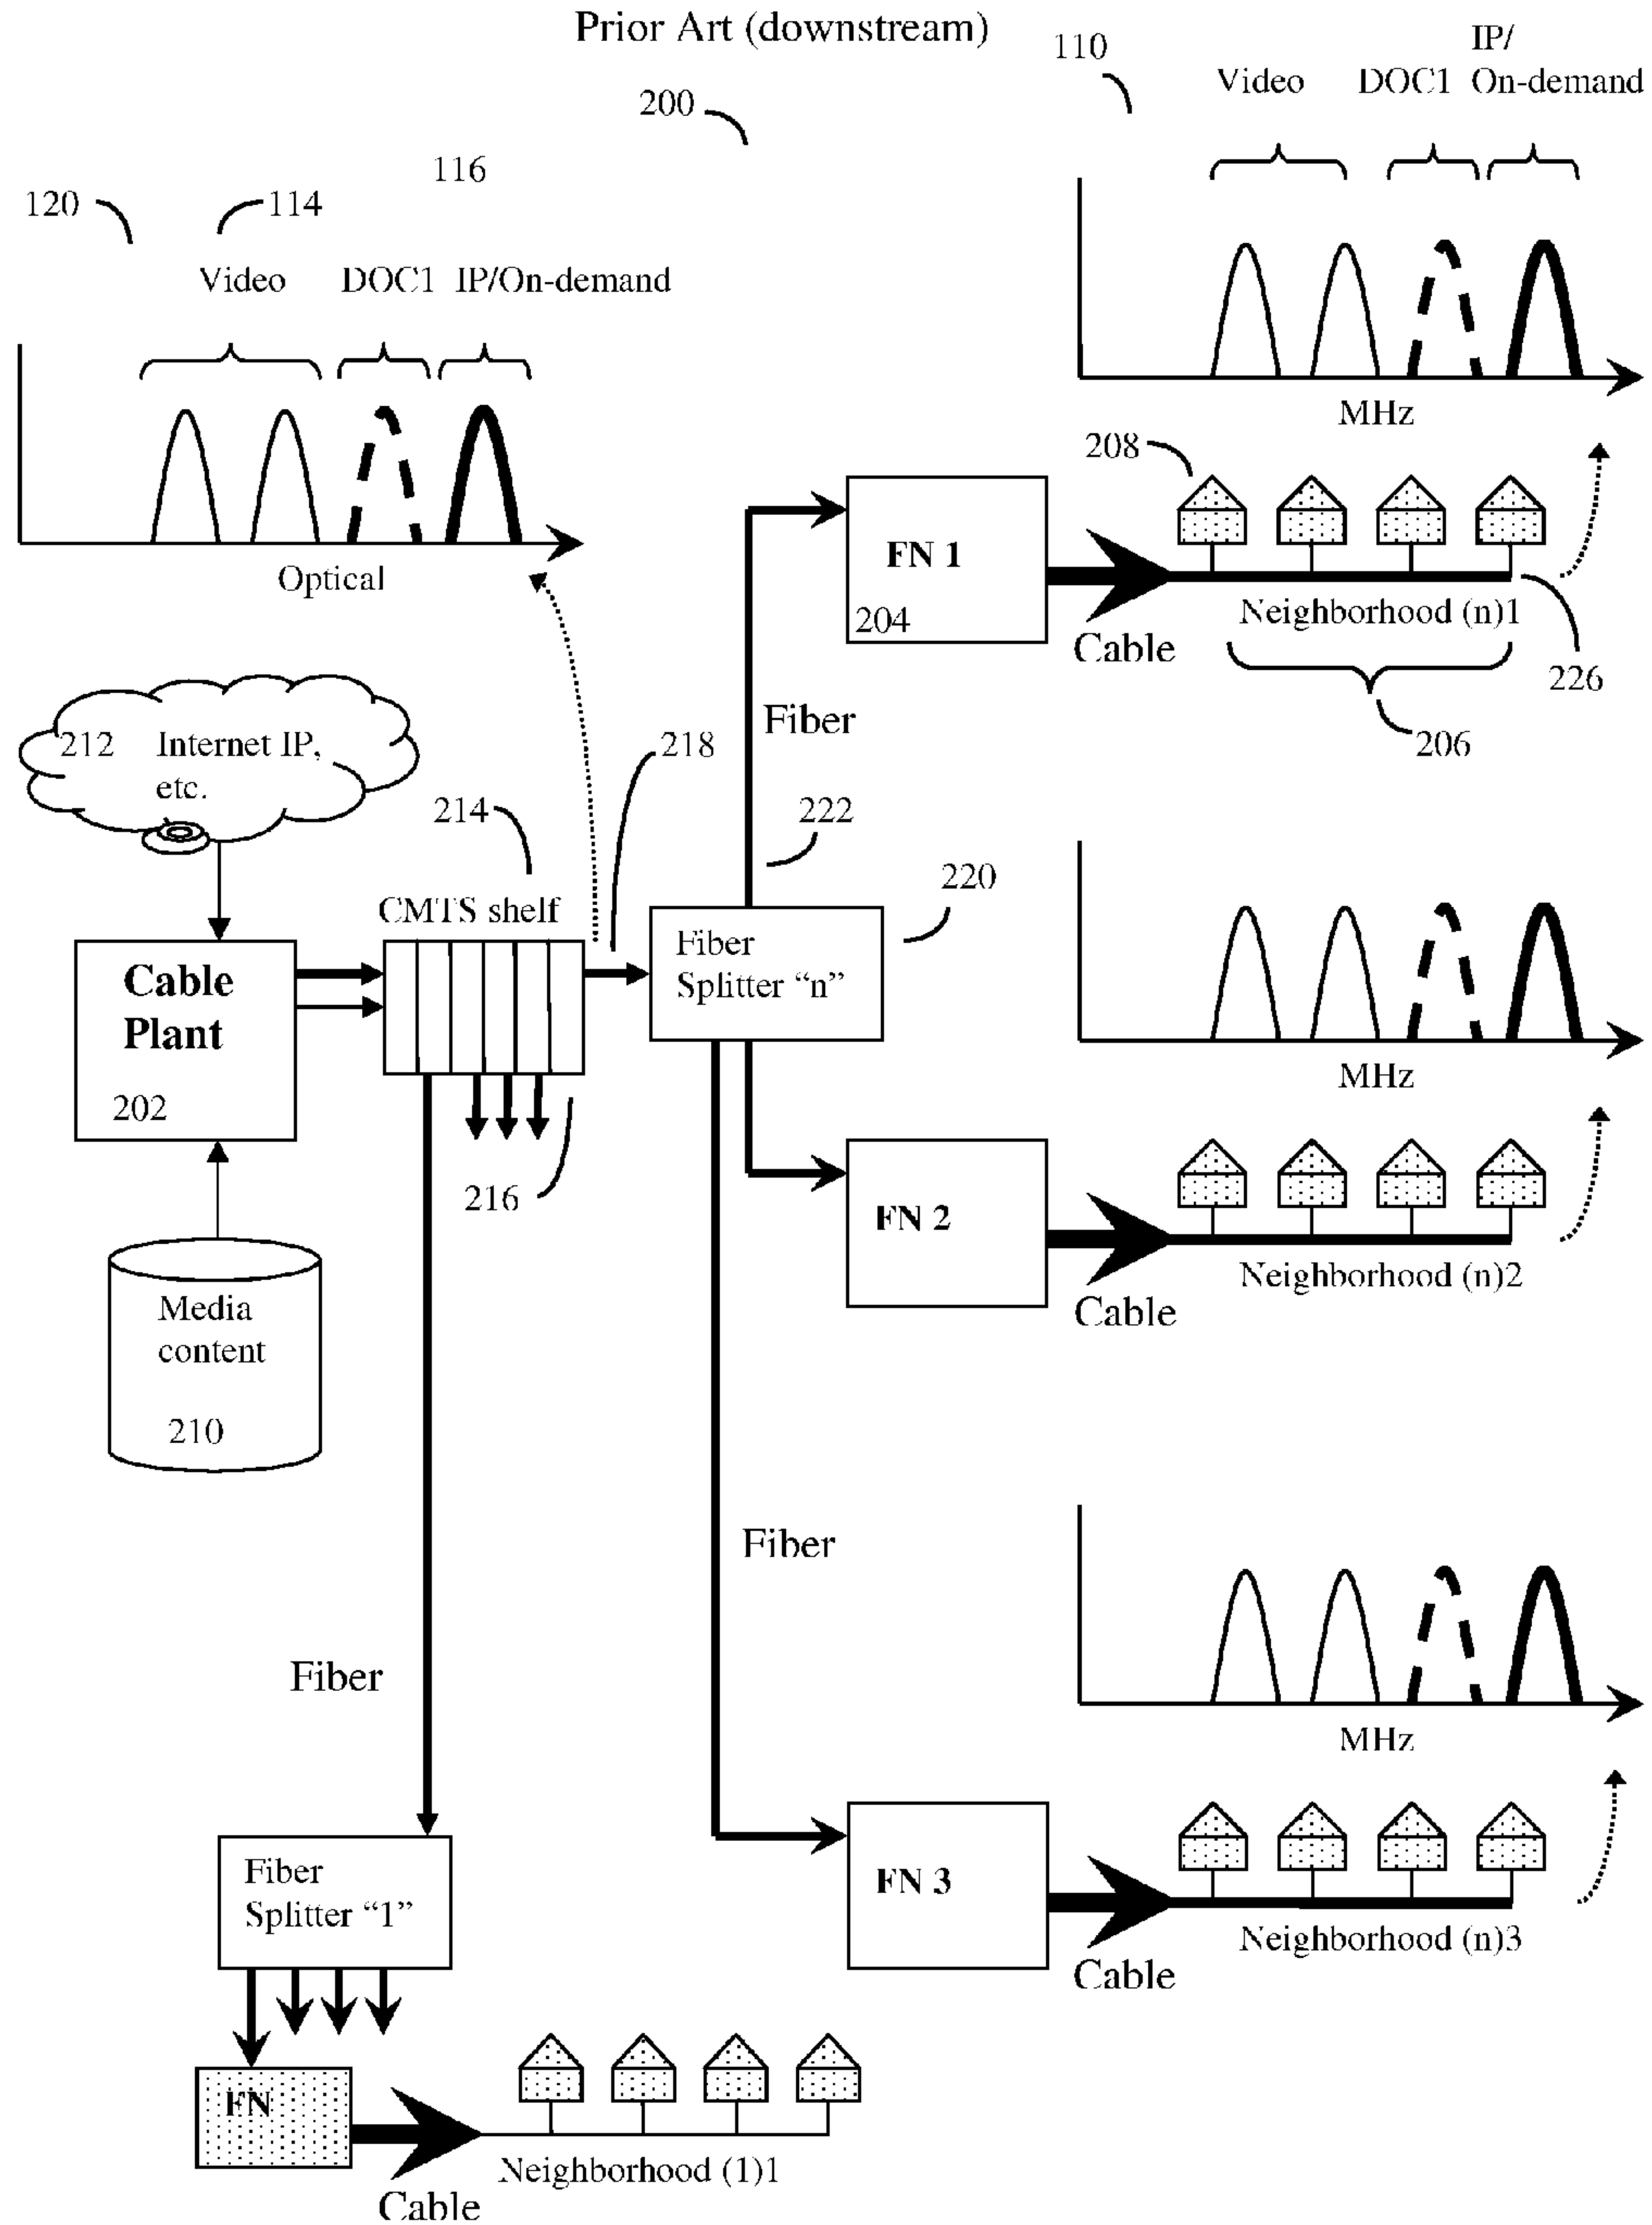 Prior Art (downstream)
200
110
Video
DOC1
IP/
On-demand
116
120
114
Video
DOC1
IP/On-demand
Optical
MHz
208
FN 1
204
Cable
Neighborhood (n)1
226
206
Fiber
212
Internet IP,
etc.
218
214
222
220
CMTS shelf
Cable
Plant
202
Fiber
Splitter “n”
MHz
216
Media
content
210
FN 2
Cable
Neighborhood (n)2
Fiber
Fiber
MHz
Fiber
Splitter “1”
FN 3
Cable
Neighborhood (n)3
FN
Cable
Neighborhood (1)1